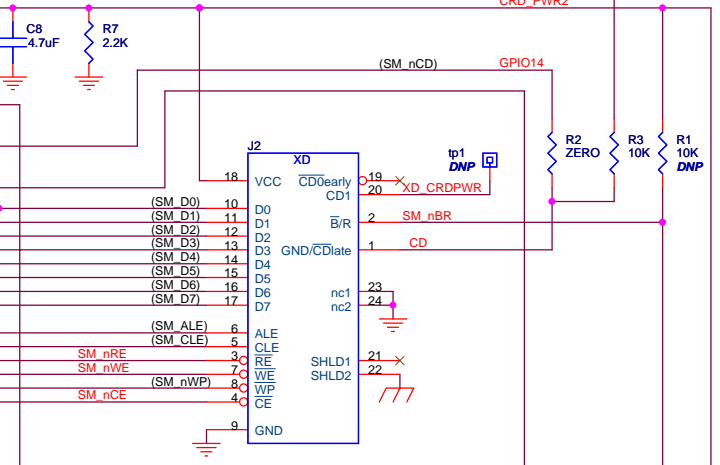 CRD_PWR2
C8
4.7uF
R7
2.2K
(SM_nCD)
GPIO14
R2
ZERO
R3
10K
R1
10K
DNP
J2
XD
tp1
DNP
18
VCC
CD0early
19
CD1
20
XD_CRDPWR
(SM_D0)
10
D0
(SM_D1)
11
D1
B/R
2
SM_nBR
(SM_D2)
12
D2
(SM_D3)
13
D3
GND/CDlate
1
CD
(SM_D4)
14
D4
(SM_D5)
15
D5
(SM_D6)
16
D6
nc1
23
(SM_D7)
17
D7
nc2
24
(SM_ALE)
6
ALE
(SM_CLE)
5
CLE
SM_nRE
3
RE
SHLD1
21
SM_nWE
7
WE
SHLD2
22
(SM_nWP)
8
WP
SM_nCE
4
CE
9
GND